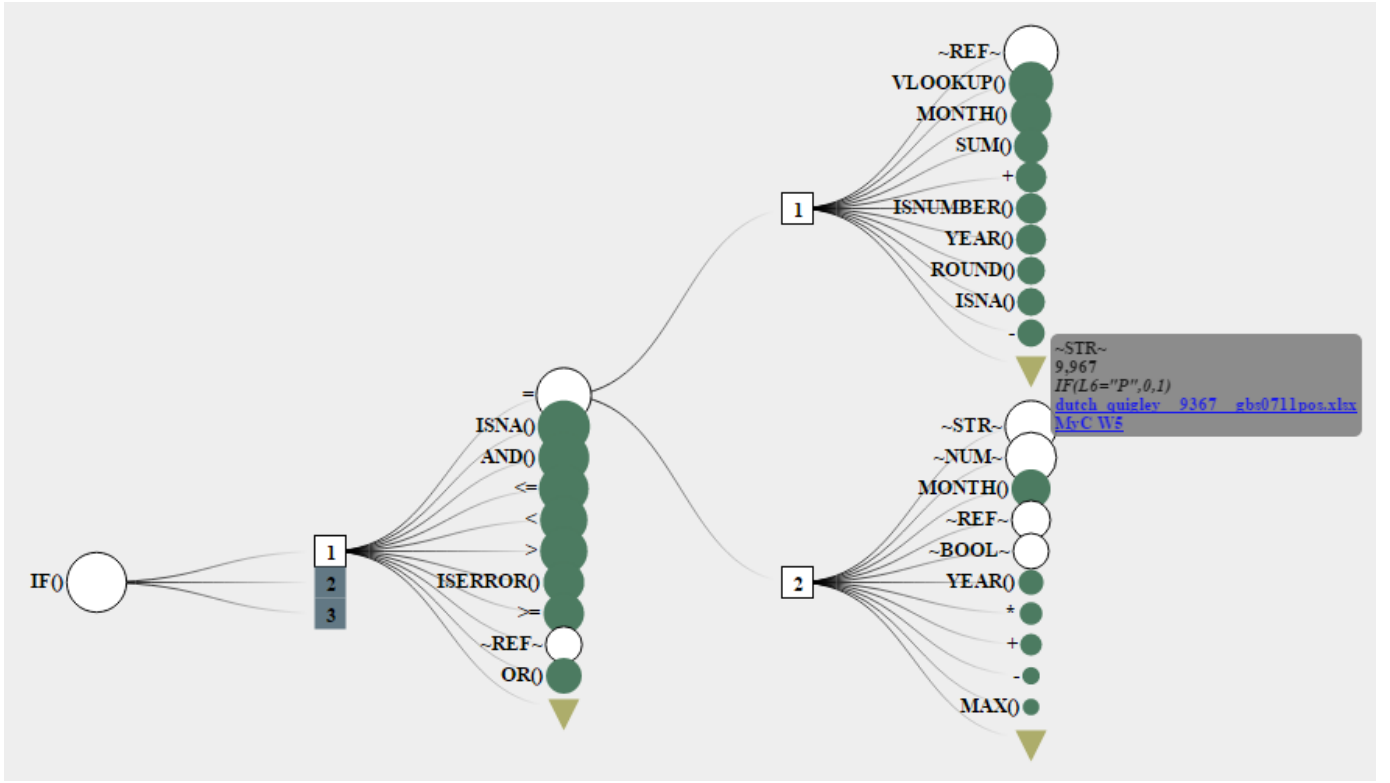 IF()
1
2
3
=
ISNA()
AND()
<=
<
>
ISERROR()
>=
~REF~
OR()
1
~REF~
VLOOKUP()
MONTH()
SUM()
+
ISNUMBER()
YEAR()
ROUND()
ISNA()
-
~STR~
9,967
IF(L6="P",0,1)
dutch_quigley__9367__gbs0711pos.xlsx
MyC W5
2
~STR~
~NUM~
MONTH()
~REF~
~BOOL~
YEAR()
*
+
-
MAX()